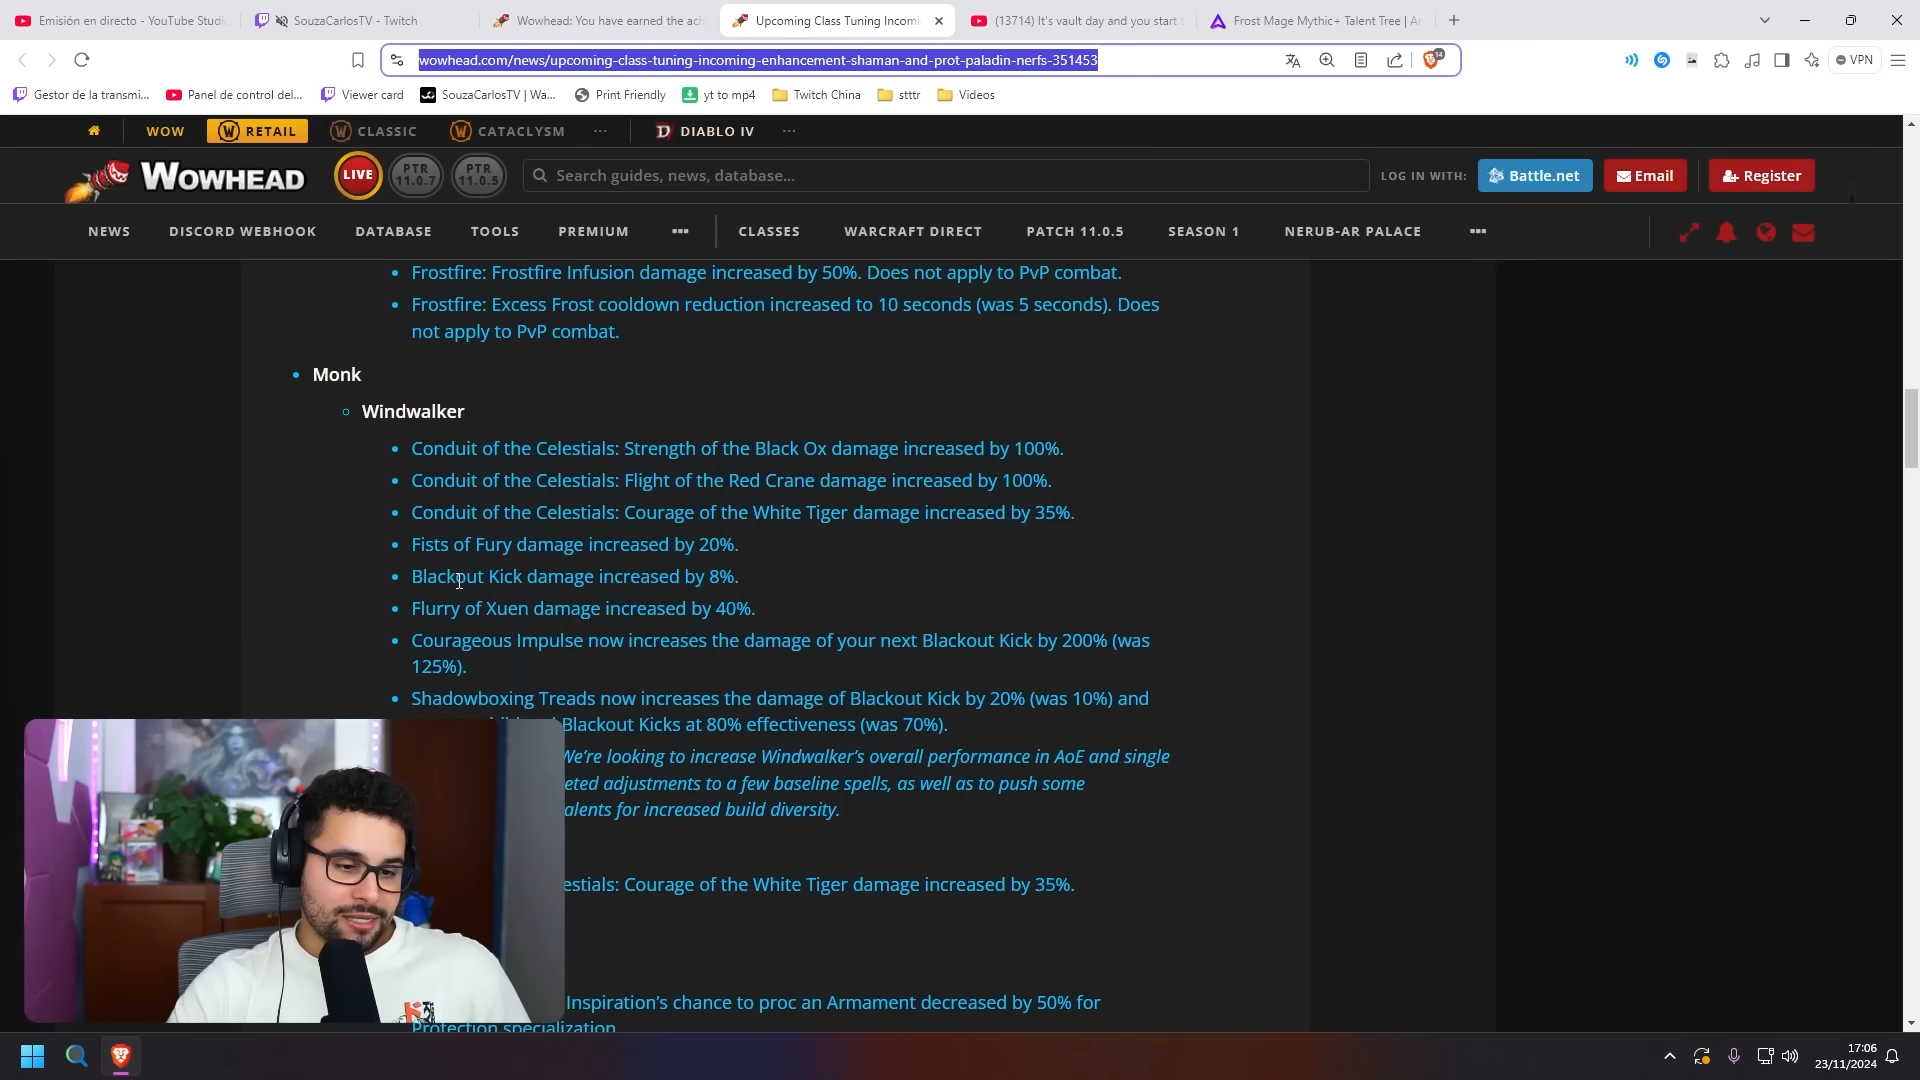 Emisión en directo - YouTube Studi
SouzaCarlosTV - Twitch
Wowhead: You have earned the ach
Upcoming Class Tuning Incomi
(13714) It's vault day and you start
Frost Mage Mythic+ Talent Tree | A
wowhead.com/news/upcoming-class-tuning-incoming-enhancement-shaman-and-prot-paladin-nerfs-351453
VPN
Gestor de la transmi...
Panel de control del...
Viewer card
SouzaCarlosTV | Wa...
Print Friendly
yt to mp4
Twitch China
stttr
Videos
WOW
RETAIL
CLASSIC
CATACLYSM
...
DIABLO IV
...
WOWHEAD
LIVE
PTR
11.0.7
PTR
11.0.5
Search guides, news, database...
LOG IN WITH:
Battle.net
Email
Register
NEWS
DISCORD WEBHOOK
DATABASE
TOOLS
PREMIUM
CLASSES
WARCRAFT DIRECT
PATCH 11.0.5
SEASON 1
NERUB-AR PALACE
• Frostfire: Frostfire Infusion damage increased by 50%. Does not apply to PvP combat.
• Frostfire: Excess Frost cooldown reduction increased to 10 seconds (was 5 seconds). Does
not apply to PvP combat.
• Monk
Windwalker
• Conduit of the Celestials: Strength of the Black Ox damage increased by 100%.
• Conduit of the Celestials: Flight of the Red Crane damage increased by 100%.
• Conduit of the Celestials: Courage of the White Tiger damage increased by 35%.
• Fists of Fury damage increased by 20%.
• Blackout Kick damage increased by 8%.
• Flurry of Xuen damage increased by 40%.
• Courageous Impulse now increases the damage of your next Blackout Kick by 200% (was
125%).
• Shadowboxing Treads now increases the damage of Blackout Kick by 20% (was 10%) and
Blackout Kicks at 80% effectiveness (was 70%).
We're looking to increase Windwalker's overall performance in AoE and single
eted adjustments to a few baseline spells, as well as to push some
alents for increased build diversity.
estials: Courage of the White Tiger damage increased by 35%.
Inspiration's chance to proc an Armament decreased by 50% for
Protection specialization.
17:06
23/11/2024